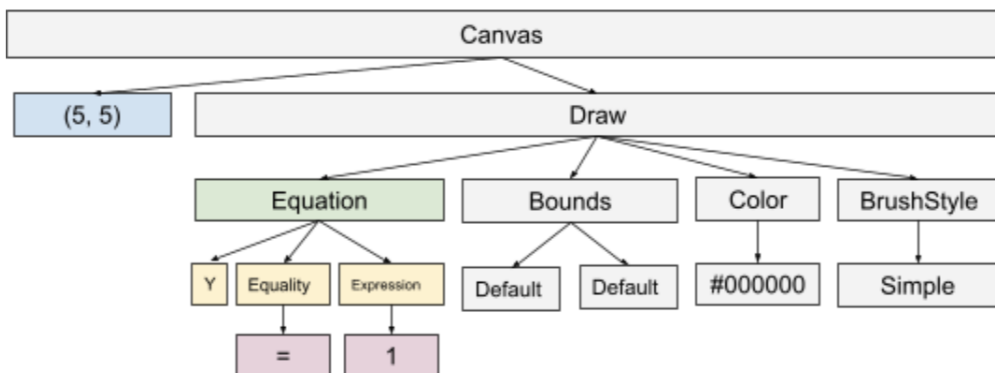 Canvas
(5, 5)
Draw
Equation
Bounds
Color
BrushStyle
Y
Equality
Expression
Default
Default
#000000
Simple
=
1